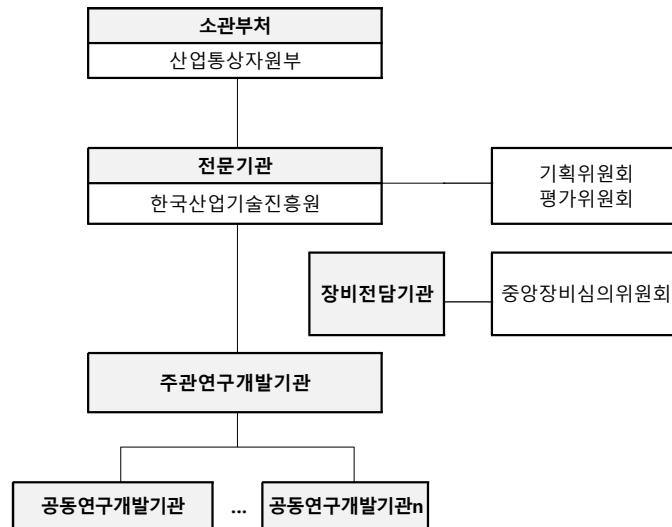 소관부처
산업통상자원부
전문기관
한국산업기술진흥원
기획위원회
평가위원회
장비전담기관
중앙장비심의위원회
주관연구개발기관
공동연구개발기관
...
공동연구개발기관n